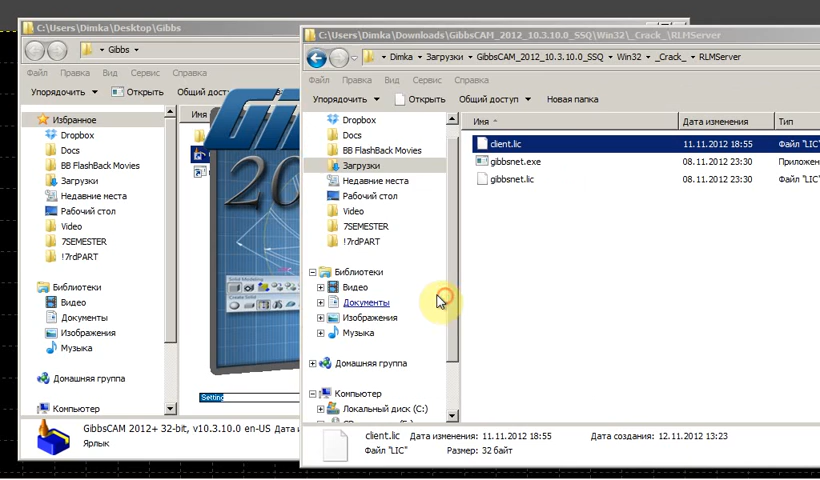 C:\Users\Dimka\Desktop\Gibbs
Gibbs
Файл Правка Вид Сервис Справка
Упорядочить Открыть Общий дост
Избранное
Dropbox
Docs
BB FlashBack Movies
Загрузки
Недавние места
Рабочий стол
Video
7SEMESTER
!7rdPART
Библиотеки
Видео
Документы
Изображения
Музыка
Домашняя группа
Компьютер
Имя
20
Solid Modeling
Create Solid
Setting
GibbsCAM 2012+ 32-bit, v10.3.10.0 en-US Дата и
Ярлык
C:\Users\Dimka\Downloads\GibbsCAM_2012_10.3.10.0_SSQ\Win32\_Crack_\RLMServer
Dimka Загрузки GibbsCAM_2012_10.3.10.0_SSQ Win32 _Crack_ RLMServer
Файл Правка Вид Сервис Справка
Упорядочить Открыть Общий доступ Новая папка
Dropbox
Docs
BB FlashBack Movies
Загрузки
Недавние места
Рабочий стол
Video
7SEMESTER
!7rdPART
Библиотеки
Видео
Документы
Изображения
Музыка
Домашняя группа
Компьютер
Локальный диск (C:)
Имя Дата изменения Тип
client.lic 11.11.2012 18:55 Файл "LIC"
gibbsnet.exe 08.11.2012 23:30 Приложен
gibbsnet.lic 08.11.2012 23:30 Файл "LIC"
client.lic Дата изменения: 11.11.2012 18:55 Дата создания: 12.11.2012 13:23
Файл "LIC" Размер: 32 байт